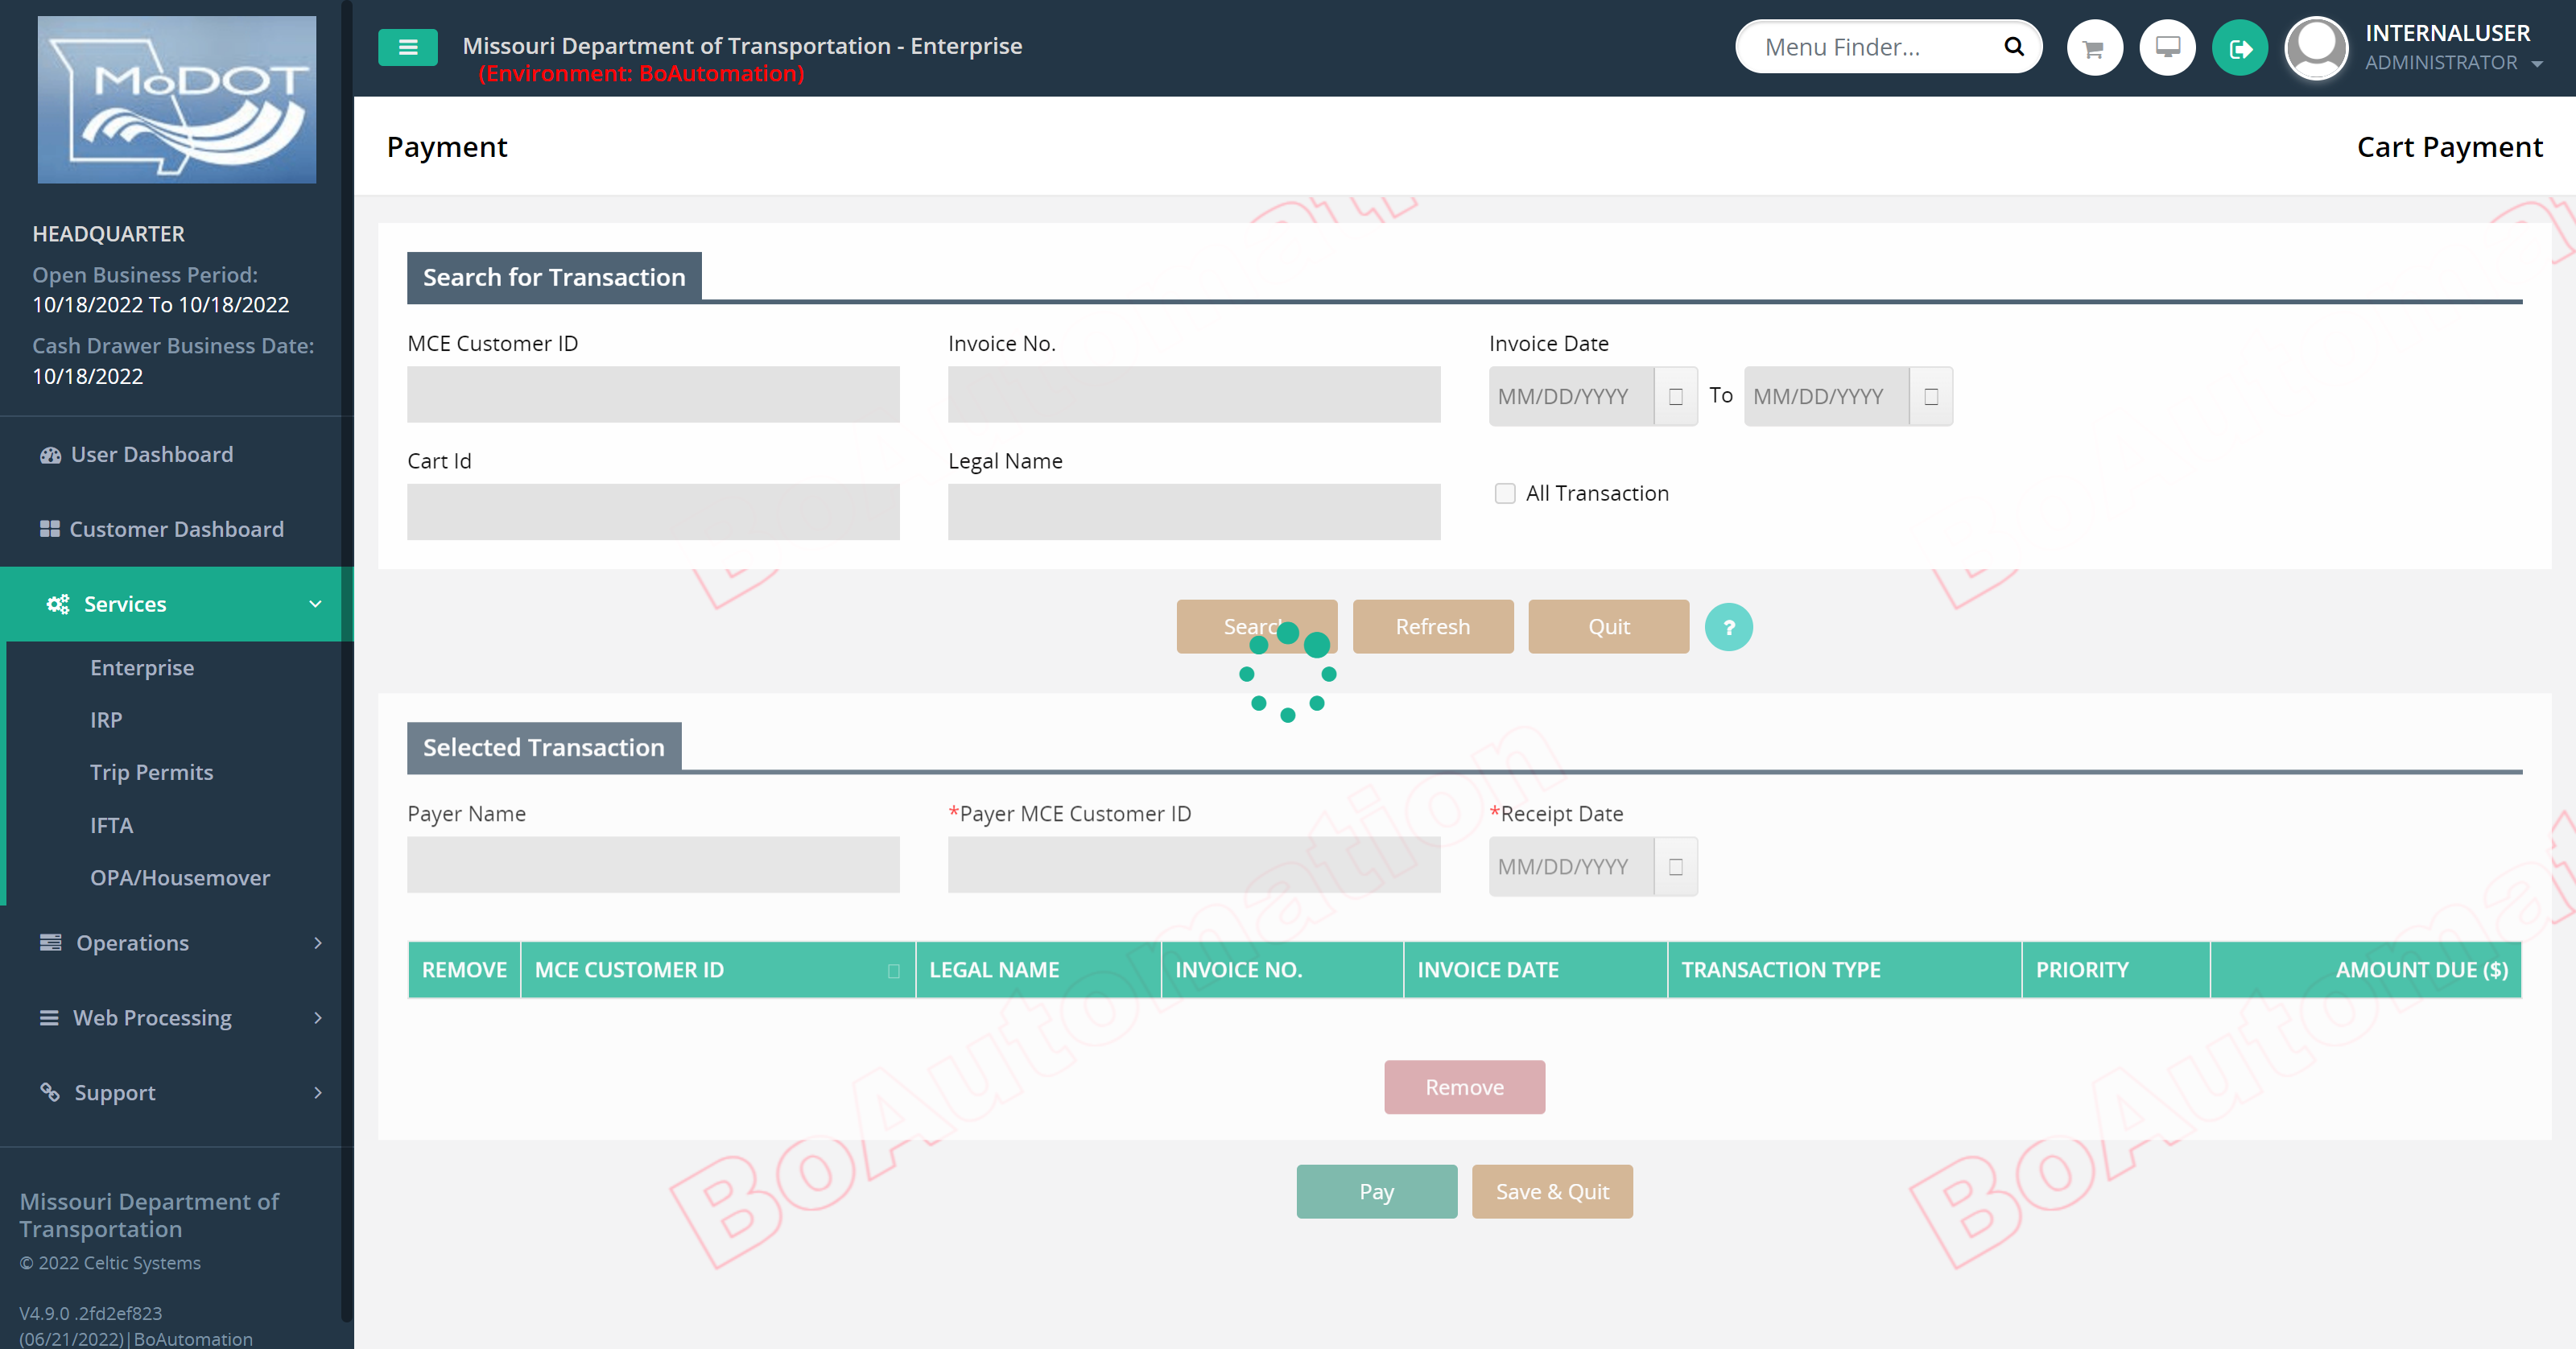 MoDOT
HEADQUARTER
Open Business Period:
10/18/2022 To 10/18/2022
Cash Drawer Business Date:
10/18/2022
User Dashboard
Customer Dashboard
Services
Enterprise
IRP
Trip Permits
IFTA
OPA/Housemover
Operations
Web Processing
Support
Missouri Department of
Transportation
© 2022 Celtic Systems
V4.9.0 .2fd2ef823
(06/21/2022)|BoAutomation
Missouri Department of Transportation - Enterprise
(Environment: BoAutomation)
Menu Finder...
INTERNALUSER
ADMINISTRATOR
Payment
Cart Payment
Search for Transaction
MCE Customer ID
Invoice No.
Invoice Date
MM/DD/YYYY To MM/DD/YYYY
Cart Id
Legal Name
All Transaction
Search
Refresh
Quit
?
Selected Transaction
Payer Name
*Payer MCE Customer ID
*Receipt Date
MM/DD/YYYY
REMOVE MCE CUSTOMER ID LEGAL NAME INVOICE NO. INVOICE DATE TRANSACTION TYPE PRIORITY AMOUNT DUE ($)
Remove
Pay
Save & Quit
BoAutomation
BoAutomat